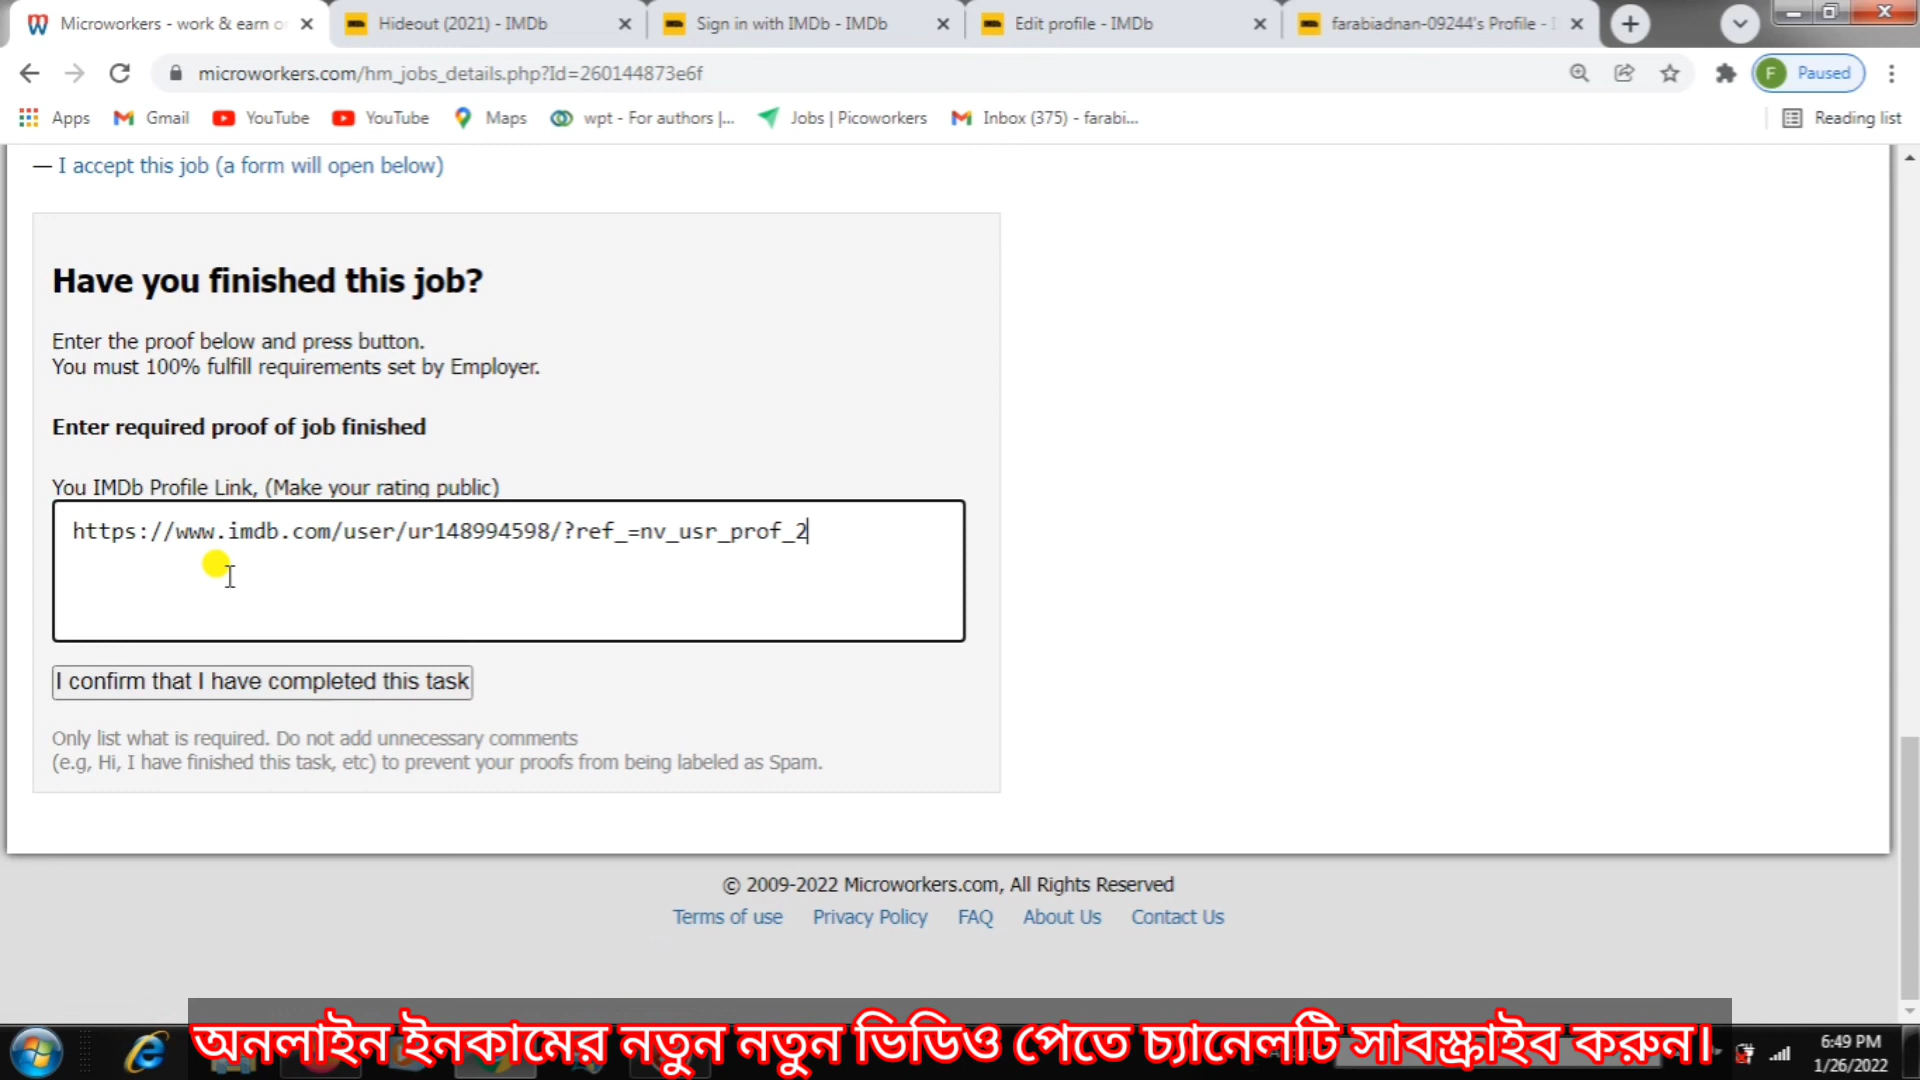 Microworkers - work & earn o
Hideout (2021) - IMDb
Sign in with IMDb - IMDb
Edit profile - IMDb
farabiadnan-09244's Profile - I
microworkers.com/hm_jobs_details.php?Id=260144873e6f
F Paused
Apps
Gmail
YouTube
YouTube
Maps
wpt - For authors |...
Jobs | Picoworkers
Inbox (375) - farabi...
Reading list
— I accept this job (a form will open below)
Have you finished this job?
Enter the proof below and press button.
You must 100% fulfill requirements set by Employer.
Enter required proof of job finished
You IMDb Profile Link, (Make your rating public)
https://www.imdb.com/user/ur148994598/?ref_=nv_usr_prof_2
I confirm that I have completed this task
Only list what is required. Do not add unnecessary comments
(e.g, Hi, I have finished this task, etc) to prevent your proofs from being labeled as Spam.
© 2009-2022 Microworkers.com, All Rights Reserved
Terms of use Privacy Policy FAQ About Us Contact Us
অনলাইন ইনকামের নতুন নতুন ভিডিও পেতে চ্যানেলটি সাবস্ক্রাইব করুন।
6:49 PM
1/26/2022